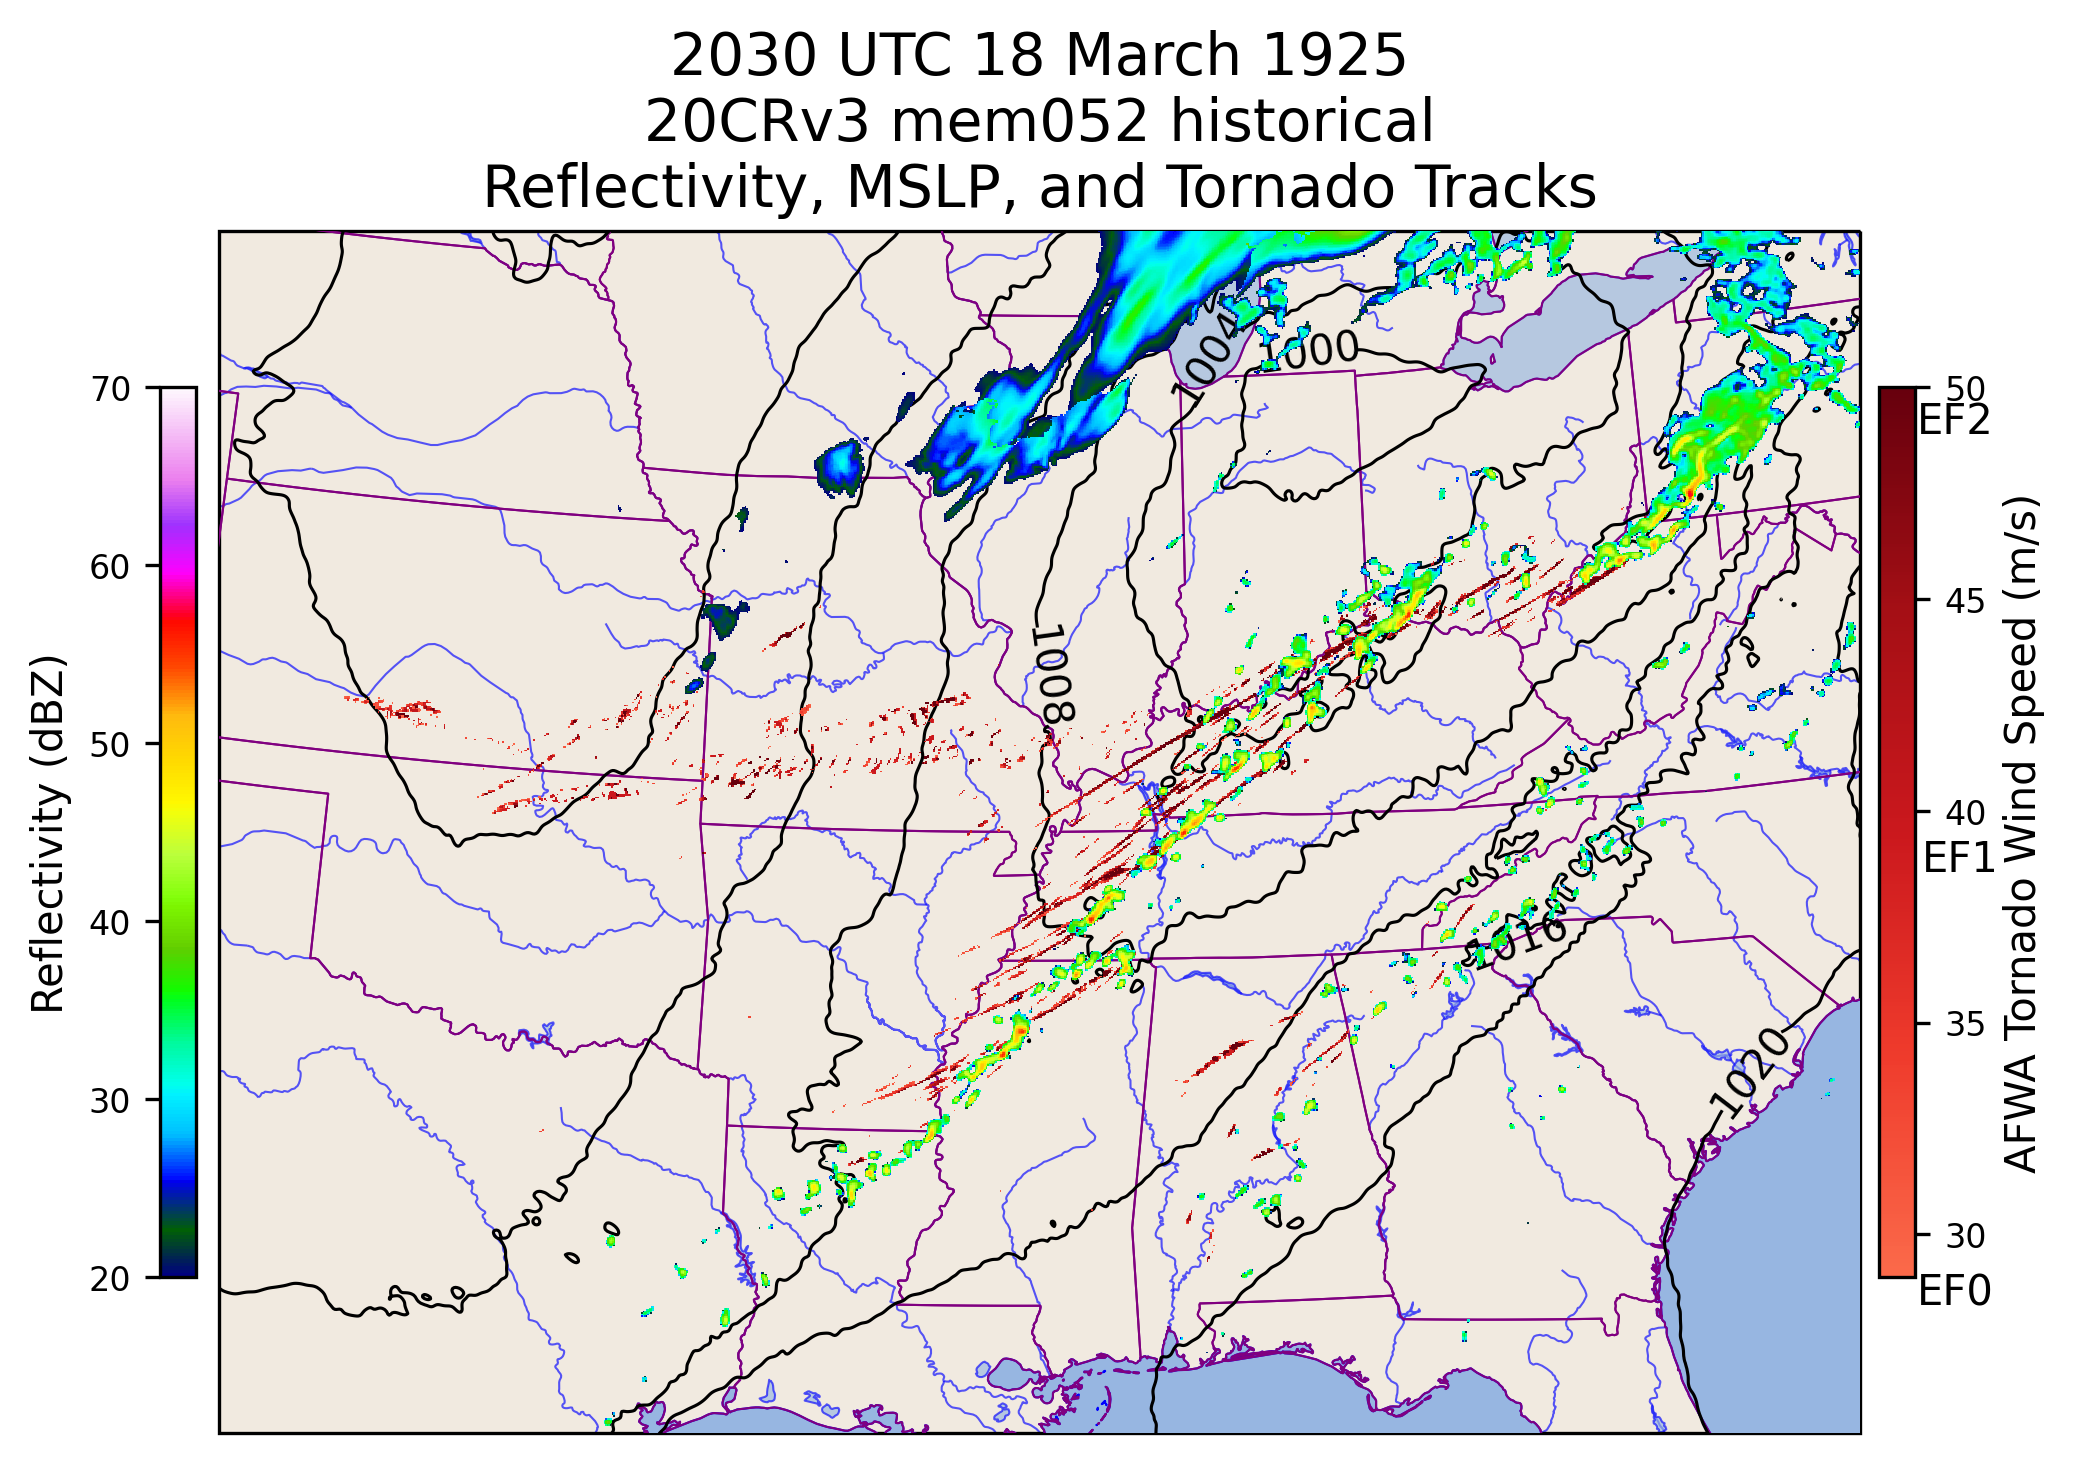 2030 UTC 18 March 1925
20CRv3 mem052 historical
Reflectivity, MSLP, and Tornado Tracks
70
60
50
40
30
20
Reflectivity (dBZ)
1004
1000
1008
1016
1020
50
EF2
45
40
EF1
35
30
EF0
AFWA Tornado Wind Speed (m/s)